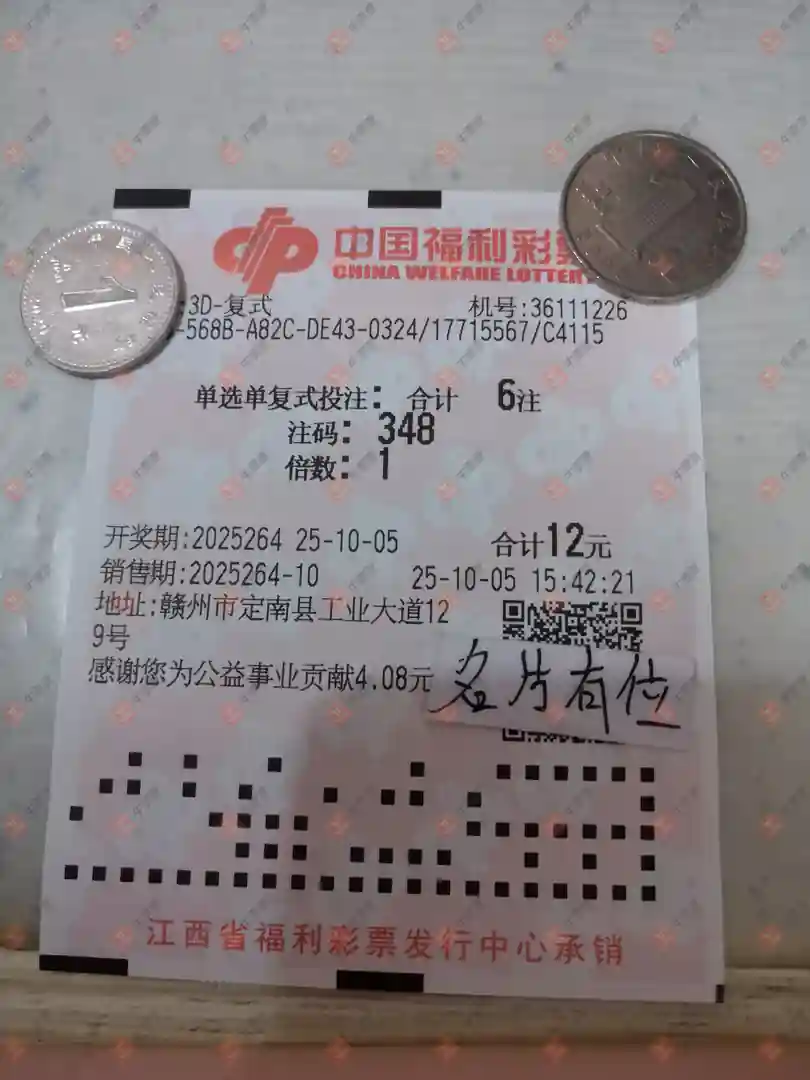 中国福利彩票
CHINA WELFARE LOTTERY
3D-复式 机号:36111226
-568B-A82C-DE43-0324/17715567/C4115
单选单复式投注: 合计 6注
注码: 348
倍数: 1
开奖期:2025264 25-10-05 合计12元
销售期:2025264-10 25-10-05 15:42:21
地址:赣州市定南县工业大道12
9号
感谢您为公益事业贡献4.08元
名片有位
江西省福利彩票发行中心承销
1
1